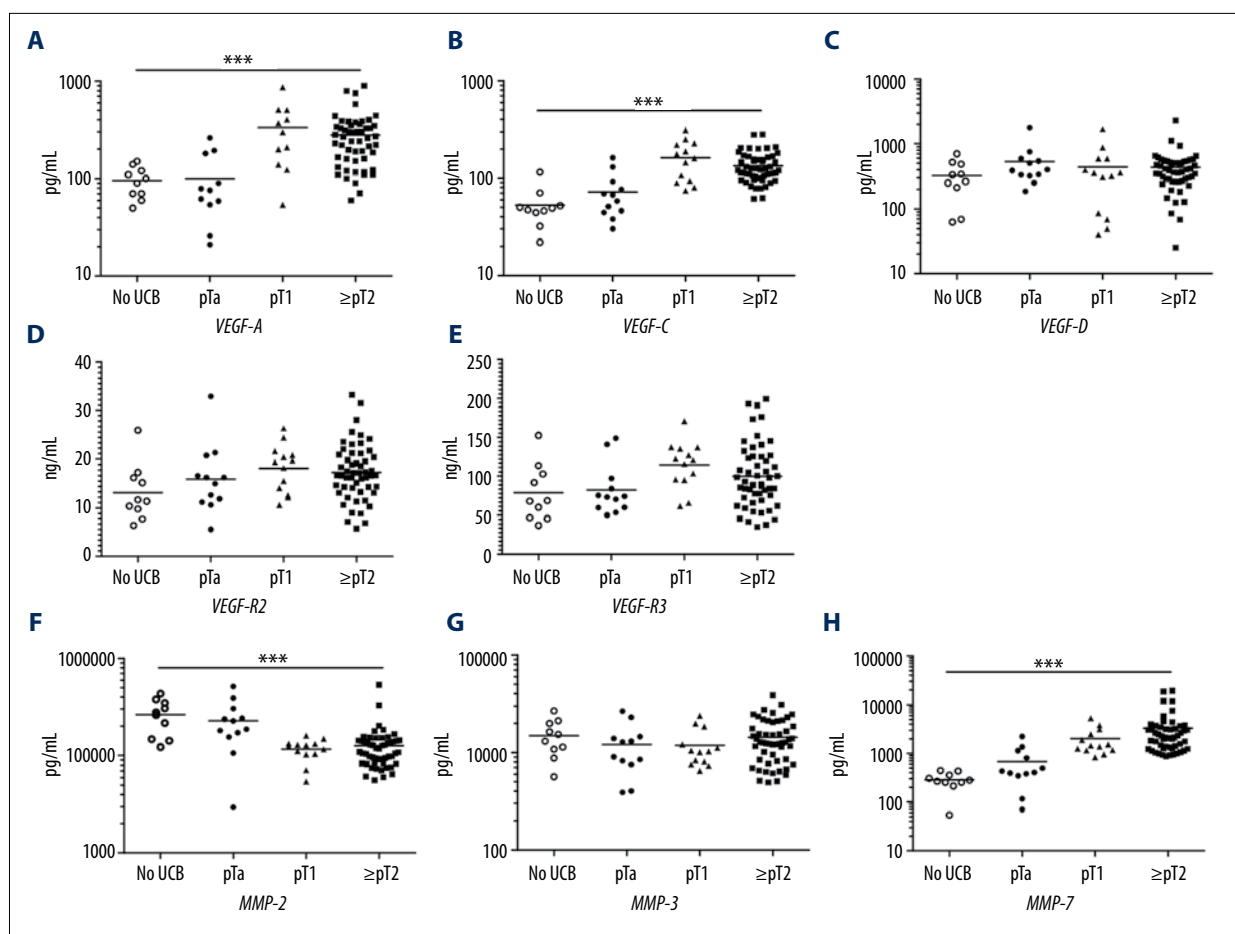 A
***
1000
100
10
pg/mL
No UCB pTa pT1 ≥pT2
VEGF-A
B
***
1000
100
10
pg/mL
No UCB pTa pT1 ≥pT2
VEGF-C
C
10000
1000
100
10
pg/mL
No UCB pTa pT1 ≥pT2
VEGF-D
D
40
30
20
10
0
ng/mL
No UCB pTa pT1 ≥pT2
VEGF-R2
E
250
200
150
100
50
0
ng/mL
No UCB pTa pT1 ≥pT2
VEGF-R3
F
***
1000000
100000
1000
pg/mL
No UCB pTa pT1 ≥pT2
MMP-2
G
100000
10000
100
pg/mL
No UCB pTa pT1 ≥pT2
MMP-3
H
***
100000
10000
1000
100
10
pg/mL
No UCB pTa pT1 ≥pT2
MMP-7